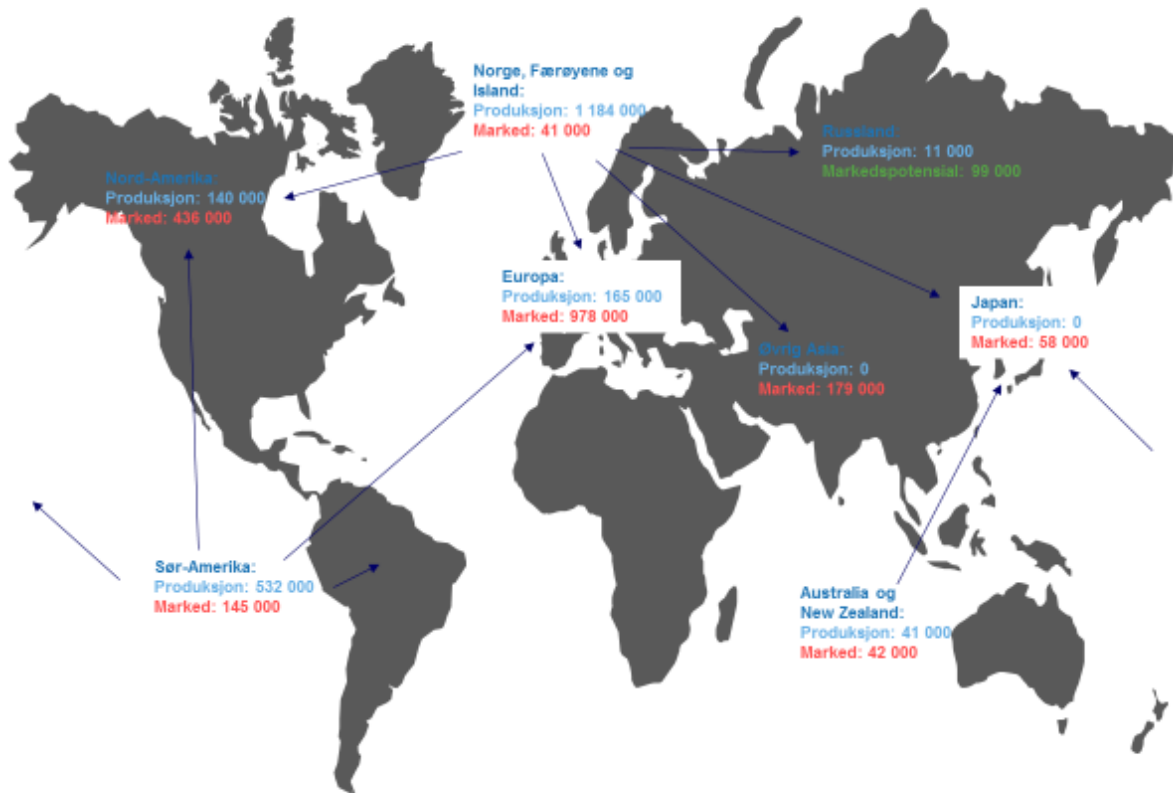 Norge, Færøyene og
Island:
Produksjon: 1 184 000
Marked: 41 000
Russland:
Produksjon: 11 000
Markedspotensial: 99 000
Nord-Amerika:
Produksjon: 140 000
Marked: 436 000
Europa:
Produksjon: 165 000
Marked: 978 000
Japan:
Produksjon: 0
Marked: 58 000
Øvrig Asia:
Produksjon: 0
Marked: 179 000
Sør-Amerika:
Produksjon: 532 000
Marked: 145 000
Australia og
New Zealand:
Produksjon: 41 000
Marked: 42 000